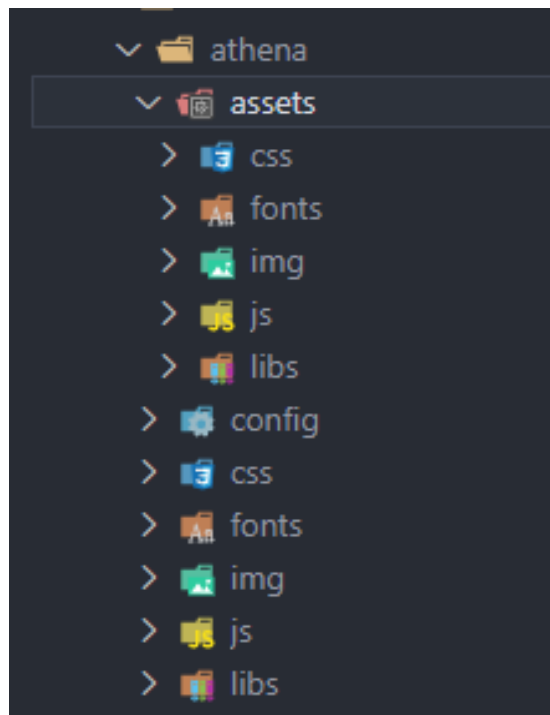 athena
assets
css
fonts
img
js
libs
config
css
fonts
img
js
libs